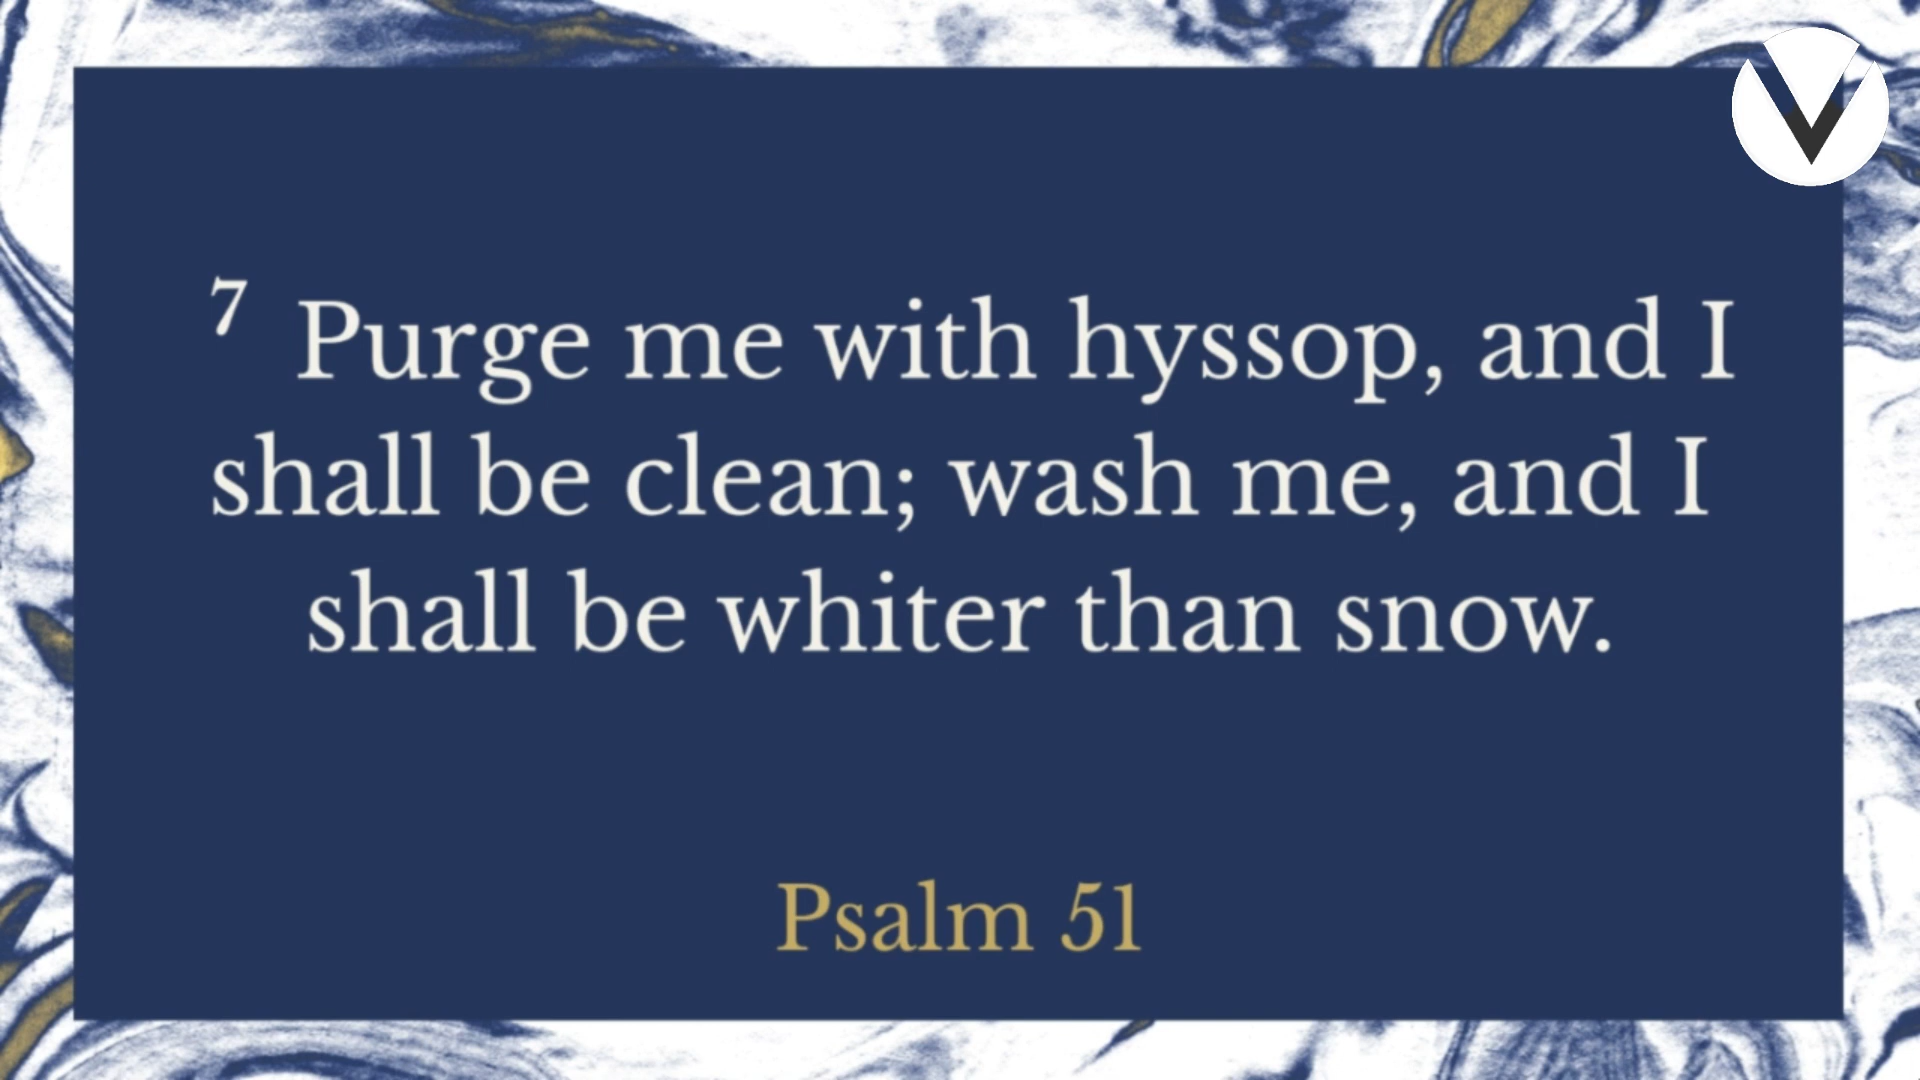 7 Purge me with hyssop, and I
shall be clean; wash me, and I
shall be whiter than snow.
Psalm 51